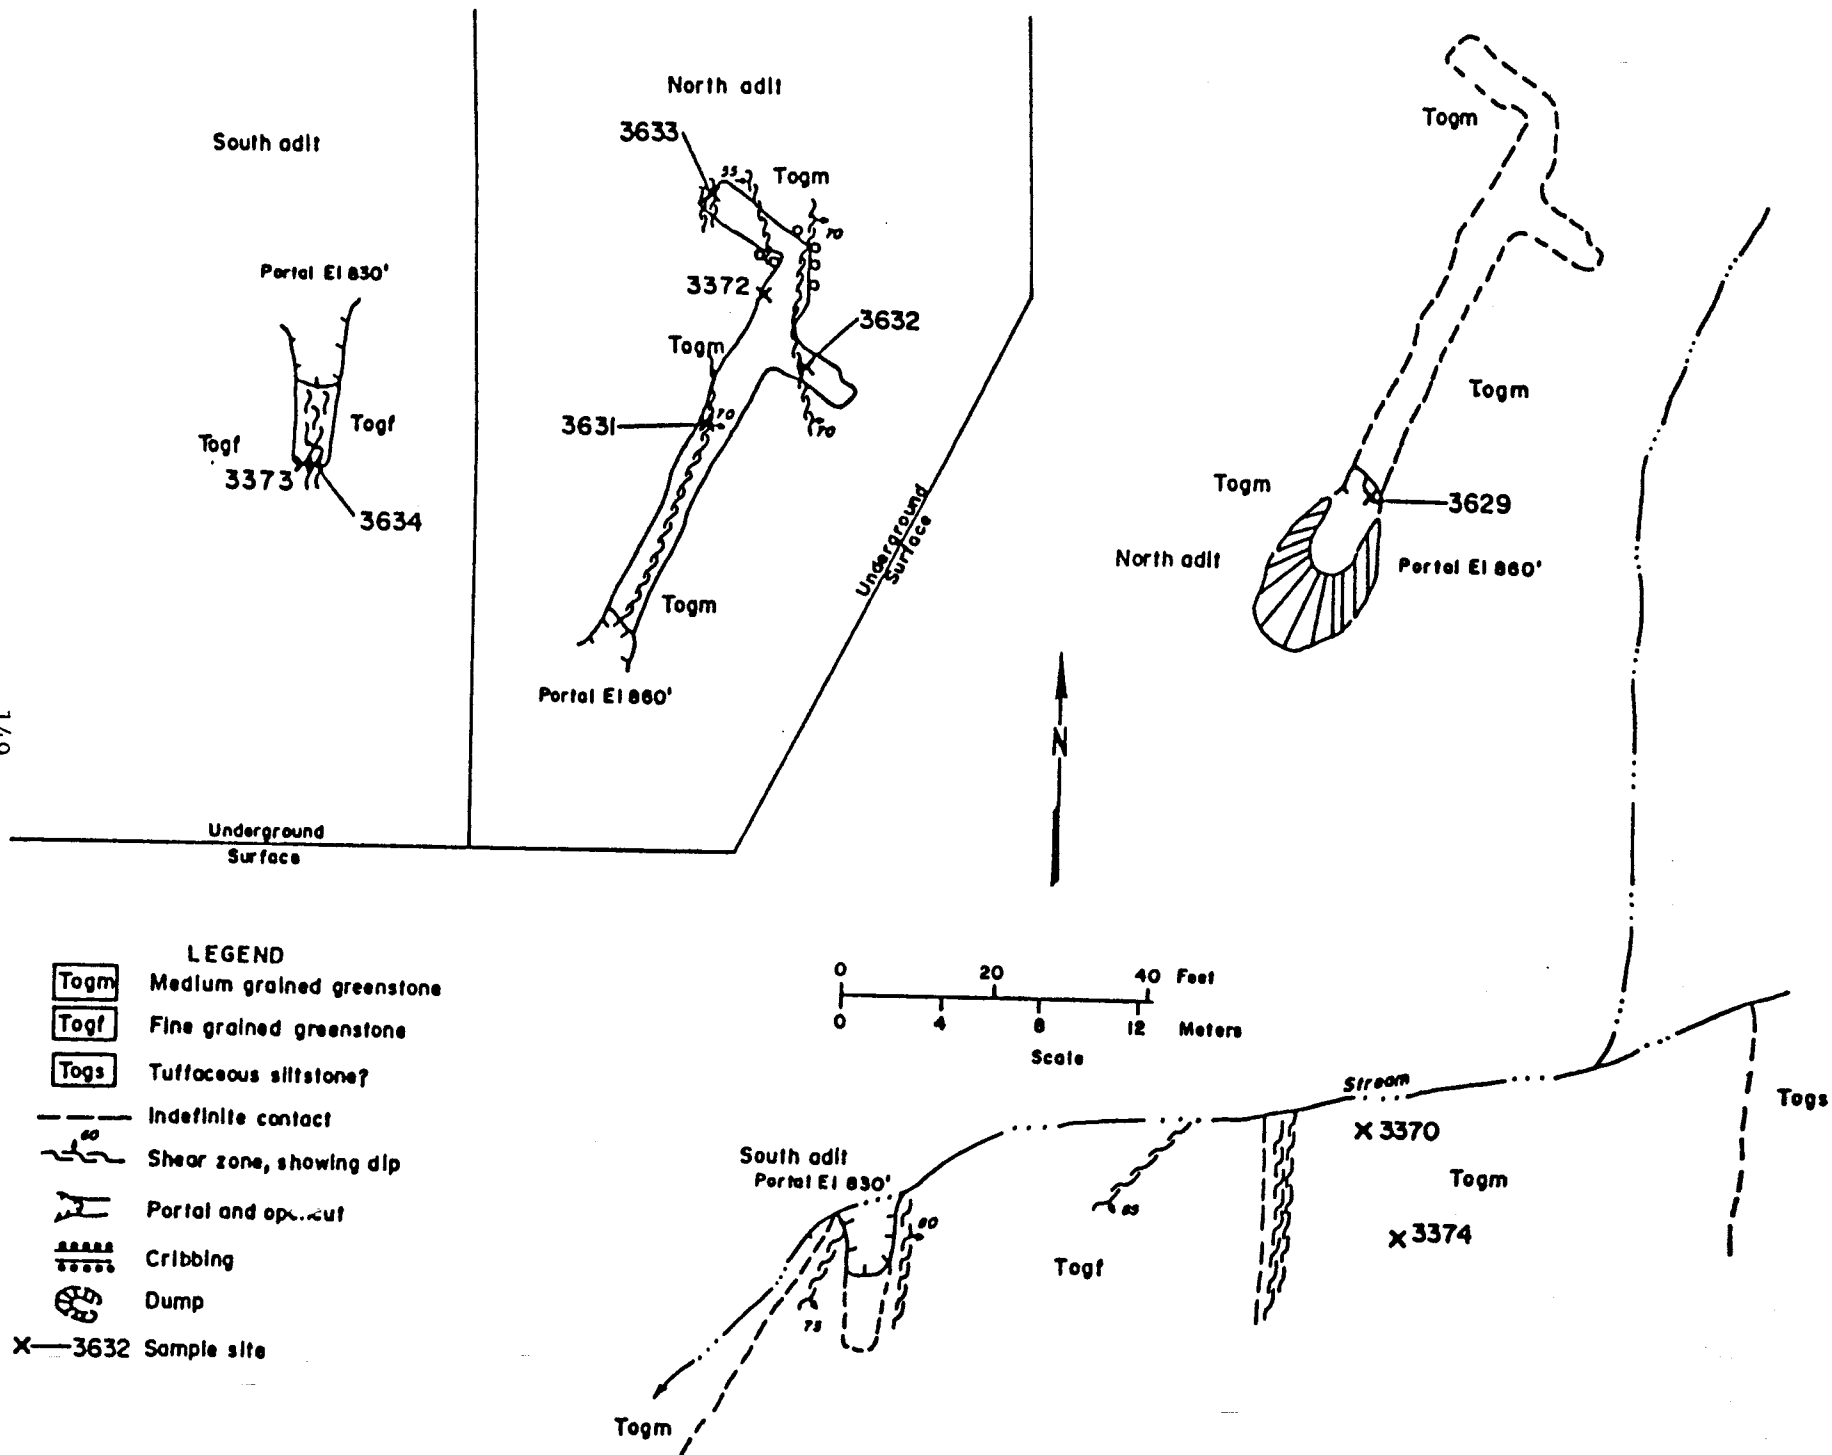 South adit
Portal El 830'
Togf
Togf
3373
3634
Underground
Surface
North adit
3633
55
Togm
70
3372
3632
Togm
3631
70
70
Togm
Portal El 860'
Underground
Surface
Togm
Togm
Togm
3629
North adit
Portal El 860'
N
179
LEGEND
Togm Medium grained greenstone
Togf Fine grained greenstone
Togs Tuffaceous siltstone?
Indefinite contact
60
Shear zone, showing dip
Portal and
Cribbing
Dump
X—3632 Sample site
0 20 40 Feet
0 4 8 12 Meters
Scale
Stream
X 3370
Togs
South adit
Portal El 830'
Togm
80
65
X 3374
Togf
75
Togm